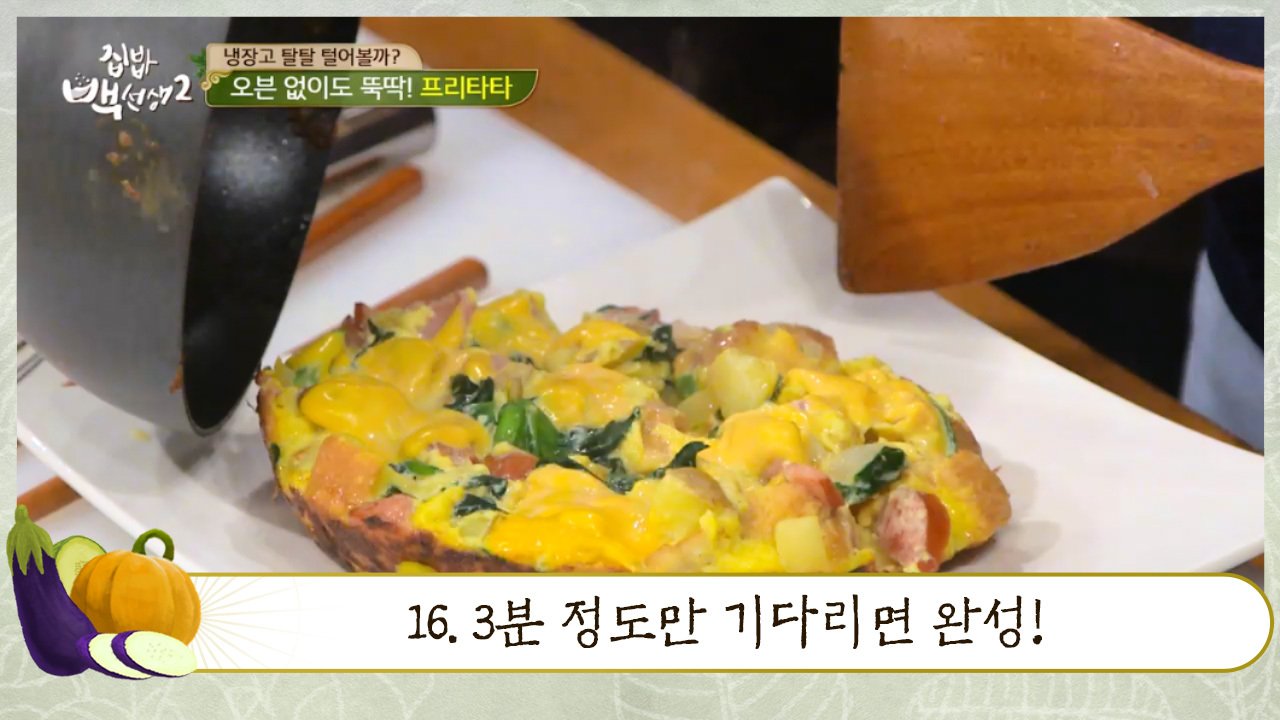 집밥
백선생2
냉장고 탈탈 털어볼까?
오븐 없이도 뚝딱! 프리타타
16. 3분 정도만 기다리면 완성!